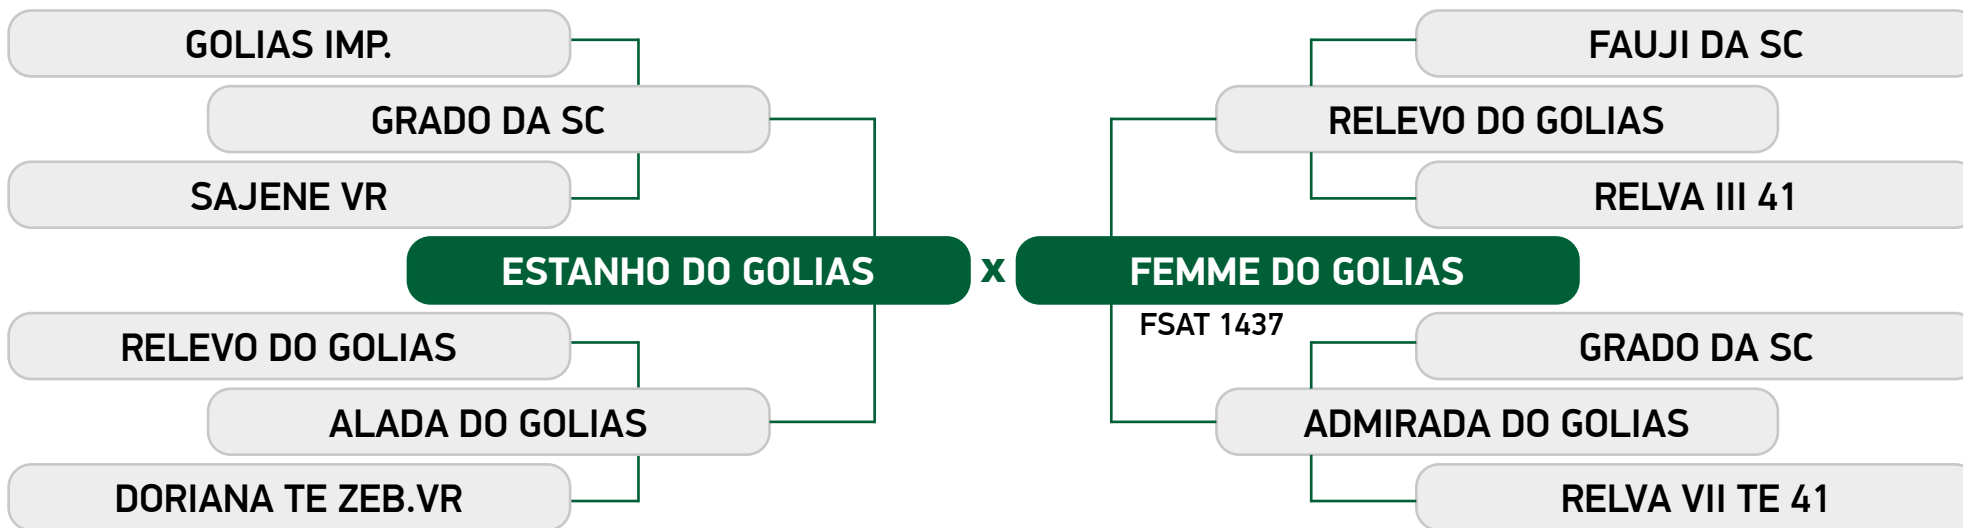 GOLIAS IMP.
GRADO DA SC
SAJENE VR
ESTANHO DO GOLIAS
RELEVO DO GOLIAS
ALADA DO GOLIAS
DORIANA TE ZEB.VR
x
FAUJI DA SC
RELEVO DO GOLIAS
RELVA III 41
FEMME DO GOLIAS
FSAT 1437
GRADO DA SC
ADMIRADA DO GOLIAS
RELVA VII TE 41